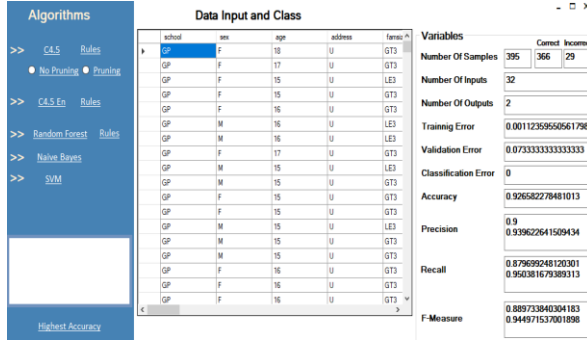 Algorithms
>> C4.5 Rules
No Pruning Pruning
>> C4.5 En Rules
>> Random Forest Rules
>> Naive Bayes
>> SVM
Highest Accuracy
Data Input and Class
school sex age address famsiz
GP F 18 U GT3
GP F 17 U GT3
GP F 15 U LE3
GP F 15 U GT3
GP F 16 U GT3
GP M 16 U LE3
GP M 16 U LE3
GP F 17 U GT3
GP M 15 U LE3
GP M 15 U GT3
GP F 15 U GT3
GP F 15 U GT3
GP M 15 U LE3
GP M 15 U GT3
GP M 15 U GT3
GP F 16 U GT3
GP F 16 U GT3
GP F 16 U GT3
Variables
Correct Incorrec
Number Of Samples 395 366 29
Number Of Inputs 32
Number Of Outputs 2
Trainnig Error 0.00112359550561798
Validation Error 0.0733333333333333
Classification Error 0
Accuracy 0.926582278481013
Precision
0.9
0.939622641509434
Recall
0.879699248120301
0.950381679389313
F-Measure
0.889733840304183
0.944971537001898